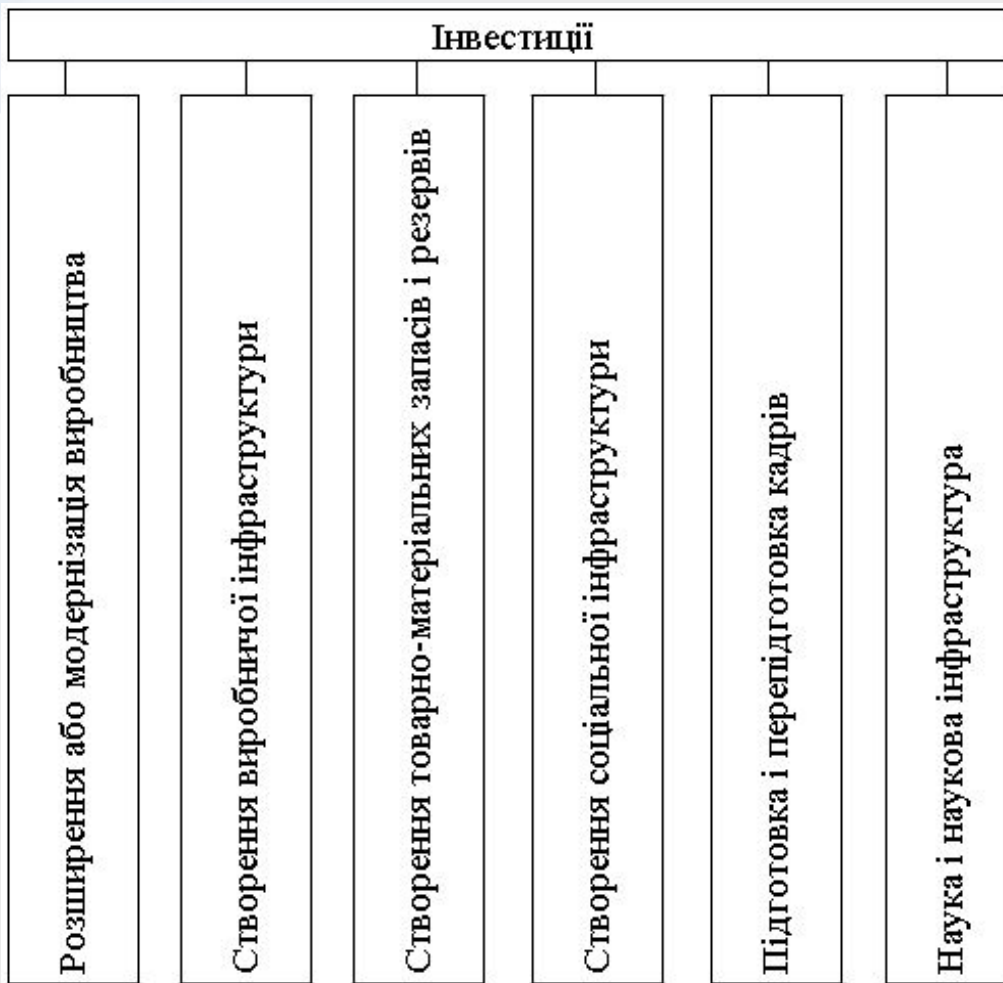 Інвестиції
Розширення або модернізація виробництва
Створення виробничої інфраструктури
Створення товарно-матеріальних запасів і резервів
Створення соціальної інфраструктури
Підготовка і перепідготовка кадрів
Наука і наукова інфраструктура